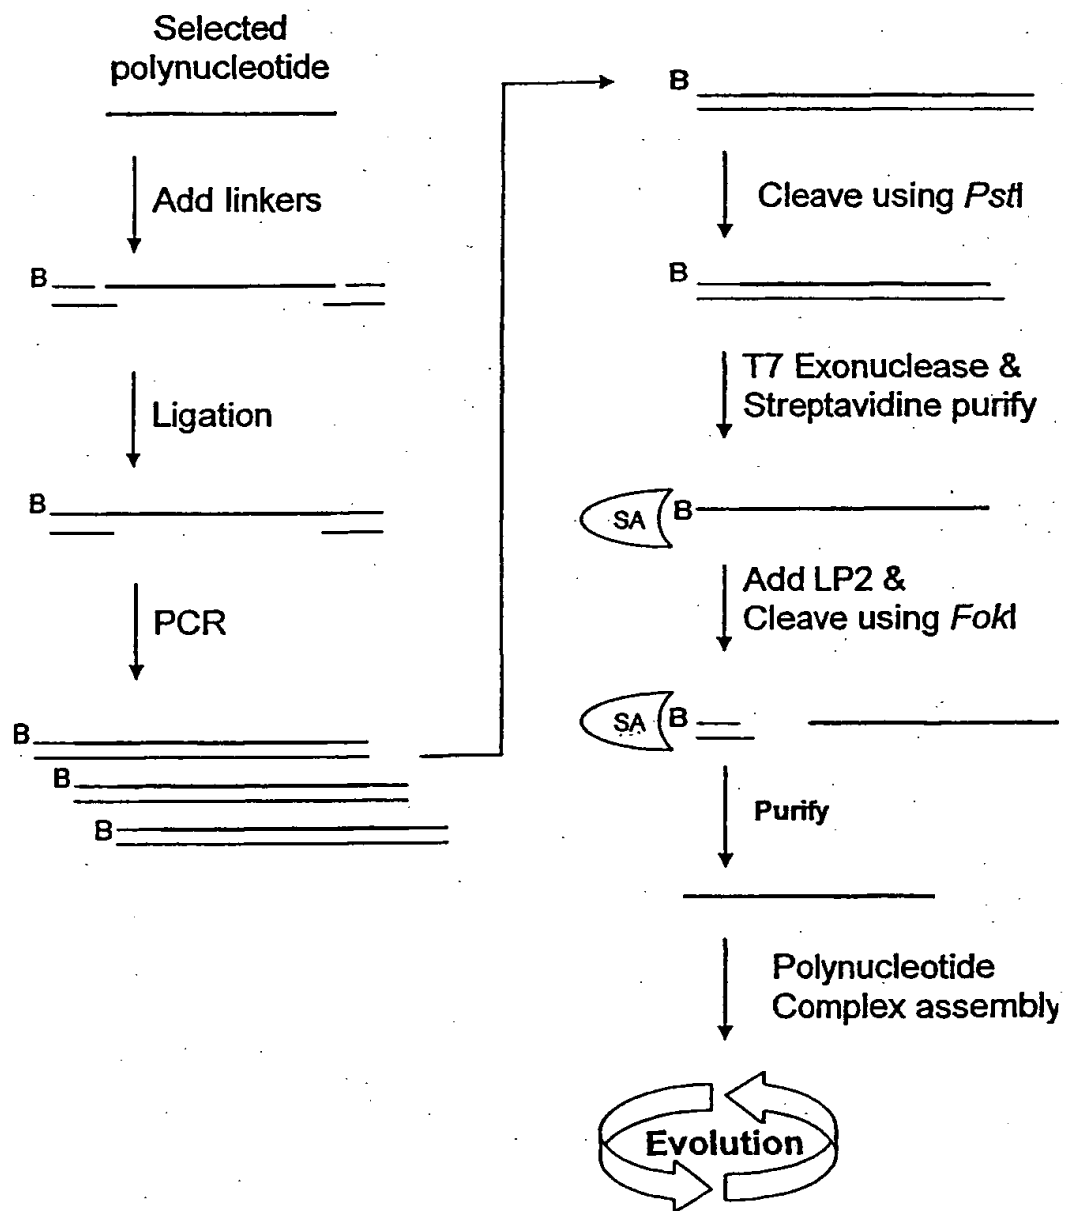 Selected
polynucleotide
Add linkers
B
Ligation
B
PCR
B
B
B
B
Cleave using PstI
B
T7 Exonuclease &
Streptavidine purify
SA
B
Add LP2 &
Cleave using FokI
SA
B
Purify
Polynucleotide
Complex assembly
Evolution